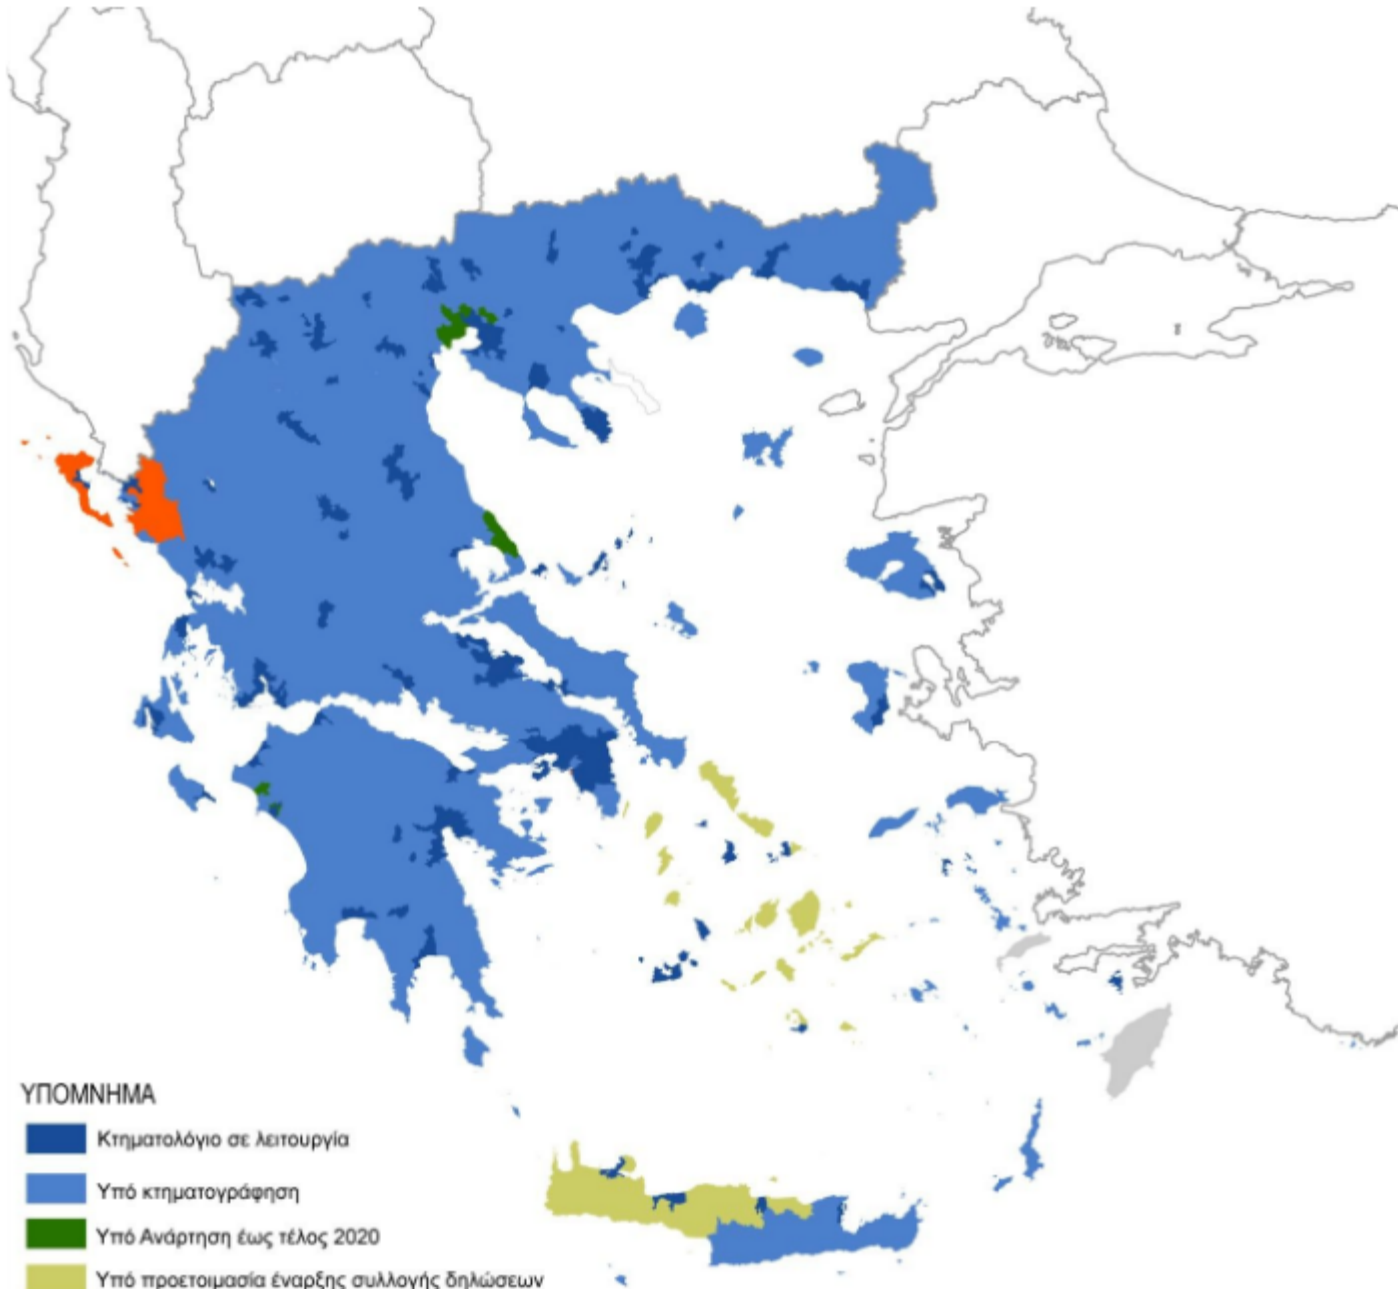 ΥΠΟΜΝΗΜΑ
Κτηματολόγιο σε λειτουργία
Υπό κτηματογράφηση
Υπό Ανάρτηση έως τέλος 2020
Υπό προετοιμασία έναρξης συλλογής δηλώσεων